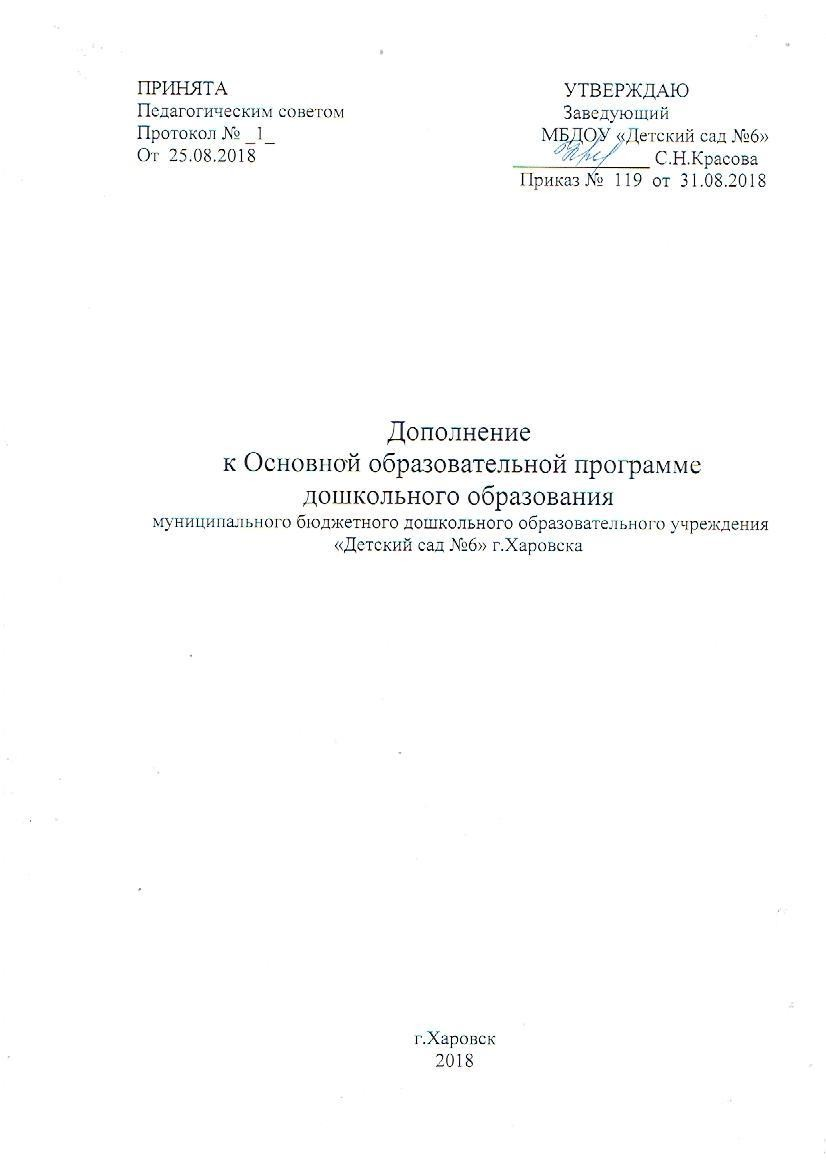 ПРИНЯТА
Педагогическим советом
Протокол № _1_
От 25.08.2018
УТВЕРЖДАЮ
Заведующий
МБДОУ «Детский сад №6»
______________ С.Н.Красова
Приказ № 119 от 31.08.2018
Дополнение
к Основной образовательной программе
дошкольного образования
муниципального бюджетного дошкольного образовательного учреждения
«Детский сад №6» г.Харовска
г.Харовск
2018